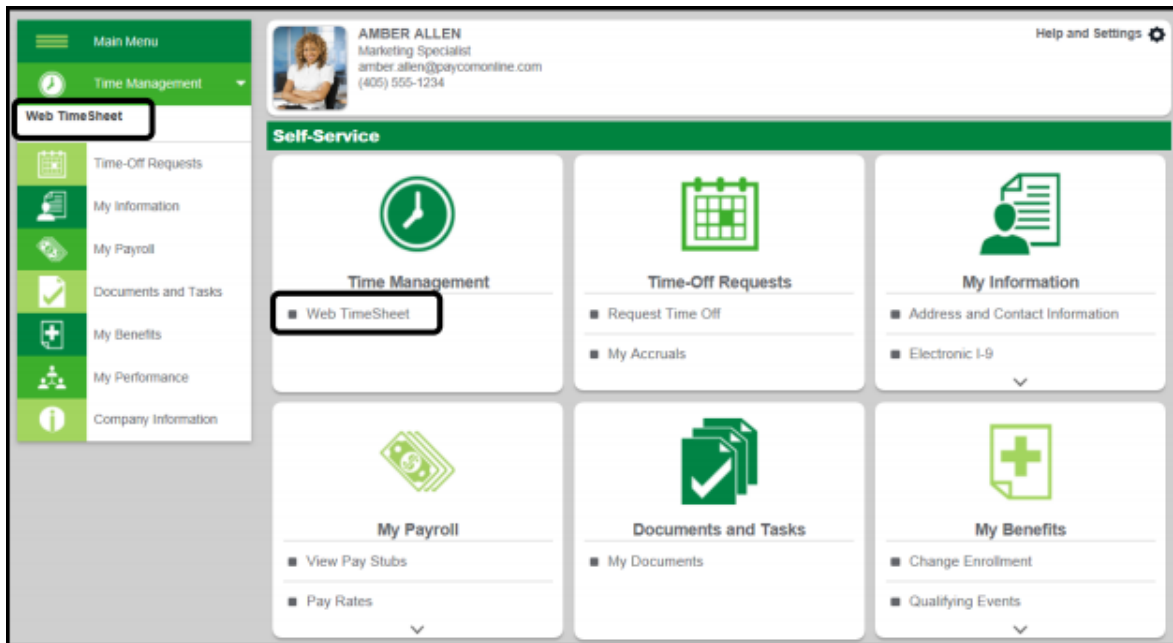 Main Menu
Time Management
Web TimeSheet
Time-Off Requests
My Information
My Payroll
Documents and Tasks
My Benefits
My Performance
Company Information
AMBER ALLEN
Marketing Specialist
amber.allen@paycomonline.com
(405) 555-1234
Help and Settings
Self-Service
Time Management
Web TimeSheet
Time-Off Requests
Request Time Off
My Accruals
My Information
Address and Contact Information
Electronic I-9
My Payroll
View Pay Stubs
Pay Rates
Documents and Tasks
My Documents
My Benefits
Change Enrollment
Qualifying Events